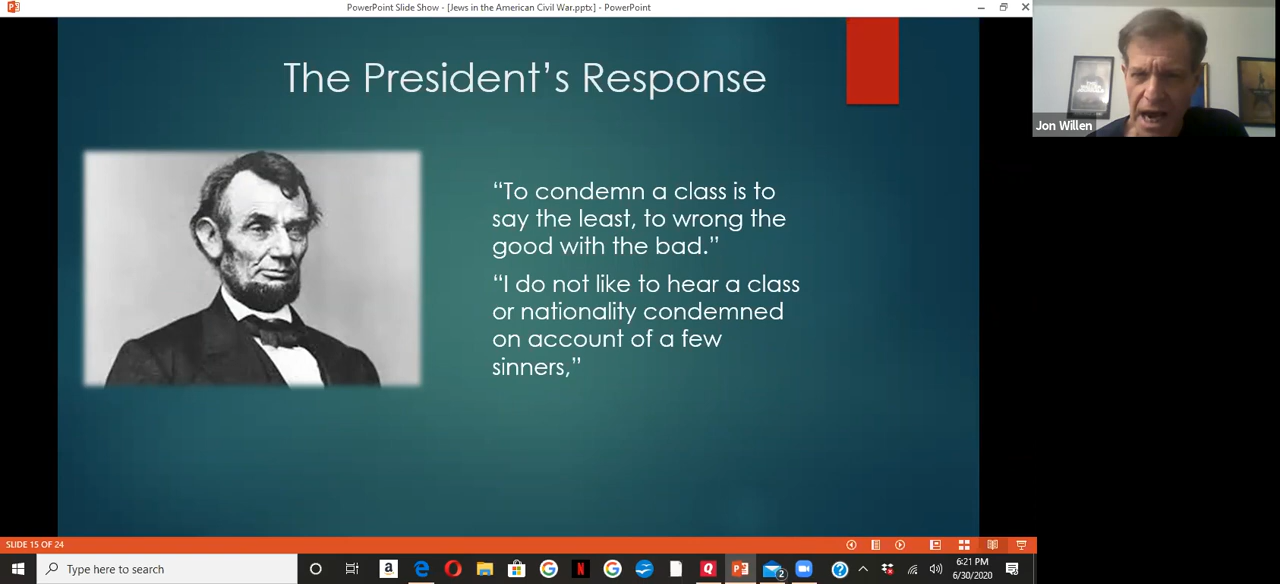 PowerPoint Slide Show - [Jews in the American Civil War.pptx] - PowerPoint
The President’s Response
Jon Willen
“To condemn a class is to
say the least, to wrong the
good with the bad.”
“I do not like to hear a class
or nationality condemned
on account of a few
sinners,”
SLIDE 15 OF 24
Type here to search
2
6:21 PM
6/30/2020